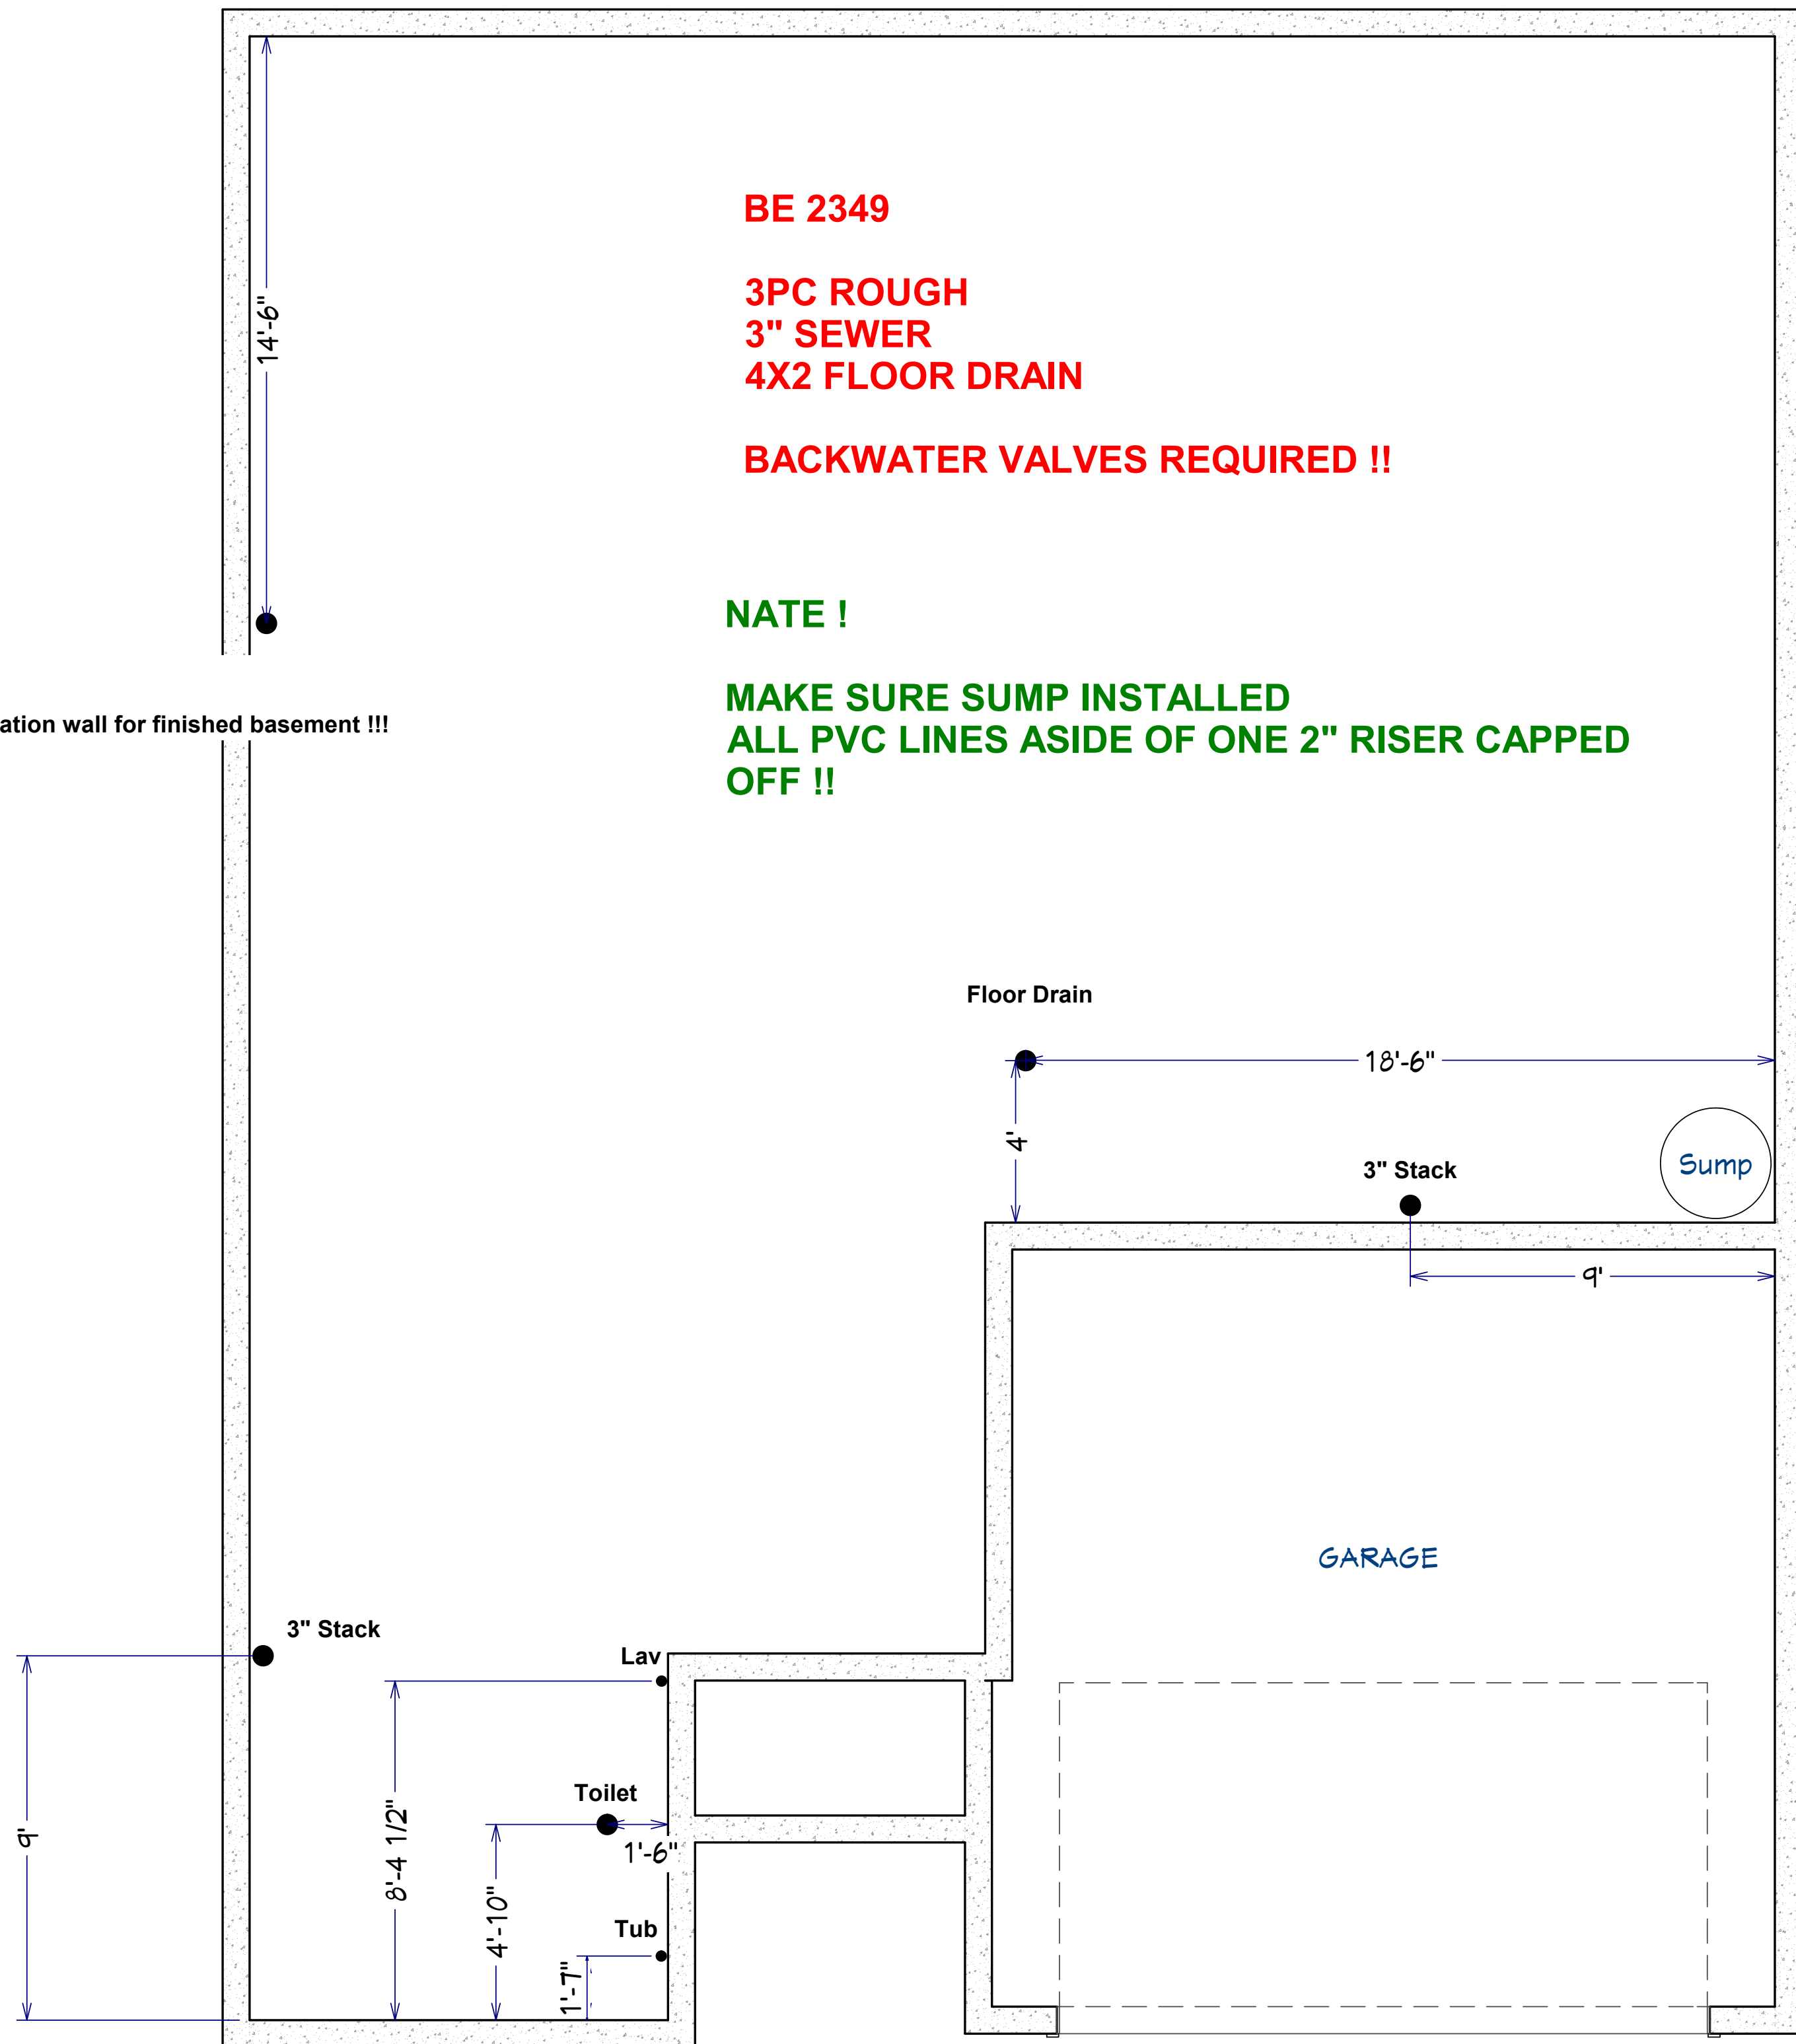 BE 2349
3PC ROUGH
3" SEWER
4X2 FLOOR DRAIN
BACKWATER VALVES REQUIRED !!
14'-6"
NATE !
MAKE SURE SUMP INSTALLED
ALL PVC LINES ASIDE OF ONE 2" RISER CAPPED
OFF !!
wall for finished basement !!!
Floor Drain
18'-6"
4'
3" Stack
Sump
9'
GARAGE
3" Stack
Lav
Toilet
1'-6"
9'
8'-4 1/2"
4'-10"
Tub
1'-7"